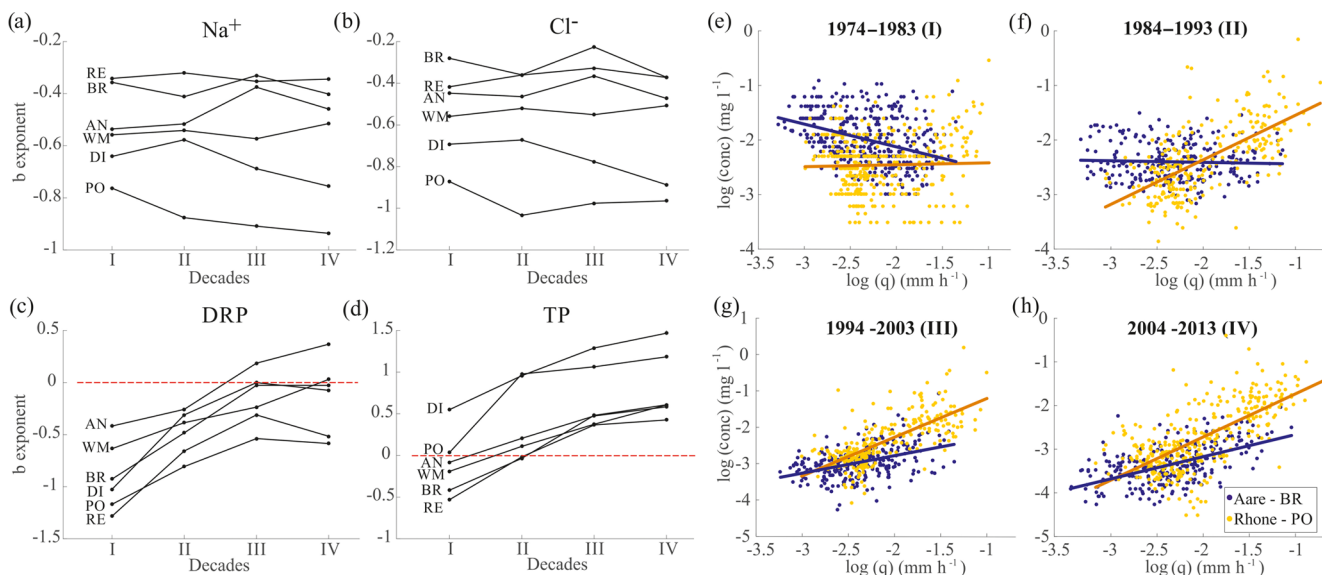 (a)
Na+
-0.2
-0.4
-0.6
-0.8
-1
b exponent
RE
BR
AN
WM
DI
PO
I II III IV
Decades
(b)
Cl-
-0.2
-0.4
-0.6
-0.8
-1
-1.2
BR
RE
AN
WM
DI
PO
I II III IV
Decades
(c)
DRP
0.5
0
-0.5
-1
-1.5
b exponent
AN
WM
BR
DI
PO
RE
I II III IV
Decades
(d)
TP
1.5
1
0.5
0
-0.5
-1
DI
PO
AN
WM
BR
RE
I II III IV
Decades
(e)
1974–1983 (I)
0
-1
-2
-3
-4
log (conc) (mg l-1)
-3.5 -3 -2.5 -2 -1.5 -1
log (q) (mm h-1)
(f)
1984–1993 (II)
0
-1
-2
-3
-4
-3.5 -3 -2.5 -2 -1.5 -1
log (q) (mm h-1)
(g)
1994 -2003 (III)
1
0
-1
-2
-3
-4
-5
log (conc) (mg l-1)
-3.5 -3 -2.5 -2 -1.5 -1
log (q) (mm h-1)
(h)
2004 -2013 (IV)
0
-1
-2
-3
-4
-5
-3.5 -3 -2.5 -2 -1.5 -1
log (q) (mm h-1)
Aare - BR
Rhone - PO